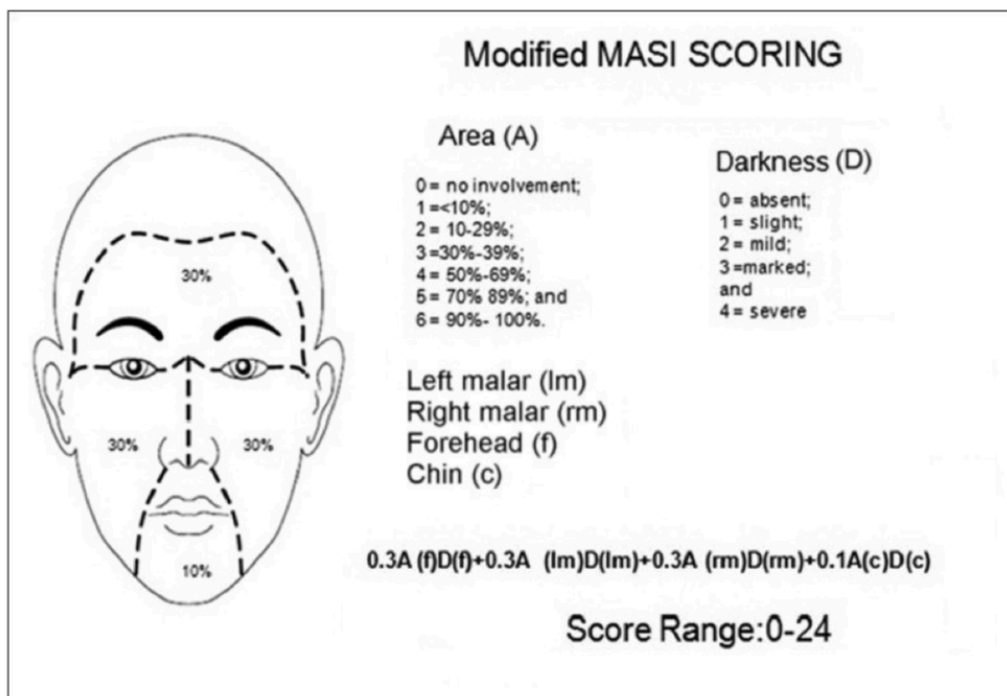 Modified MASI SCORING
Area (A)
0= no involvement;
1 =<10%;
2 = 10-29%;
3 =30%-39%;
4 = 50%-69%;
5 = 70% 89%; and
6 = 90%- 100%.
Darkness (D)
0= absent;
1 = slight;
2 = mild;
3 =marked;
and
4 = severe
30%
30%
30%
10%
Left malar (lm)
Right malar (rm)
Forehead (f)
Chin (c)
0.3A (f)D(f)+0.3A (lm)D(lm)+0.3A (rm)D(rm)+0.1A(c)D(c)
Score Range:0-24